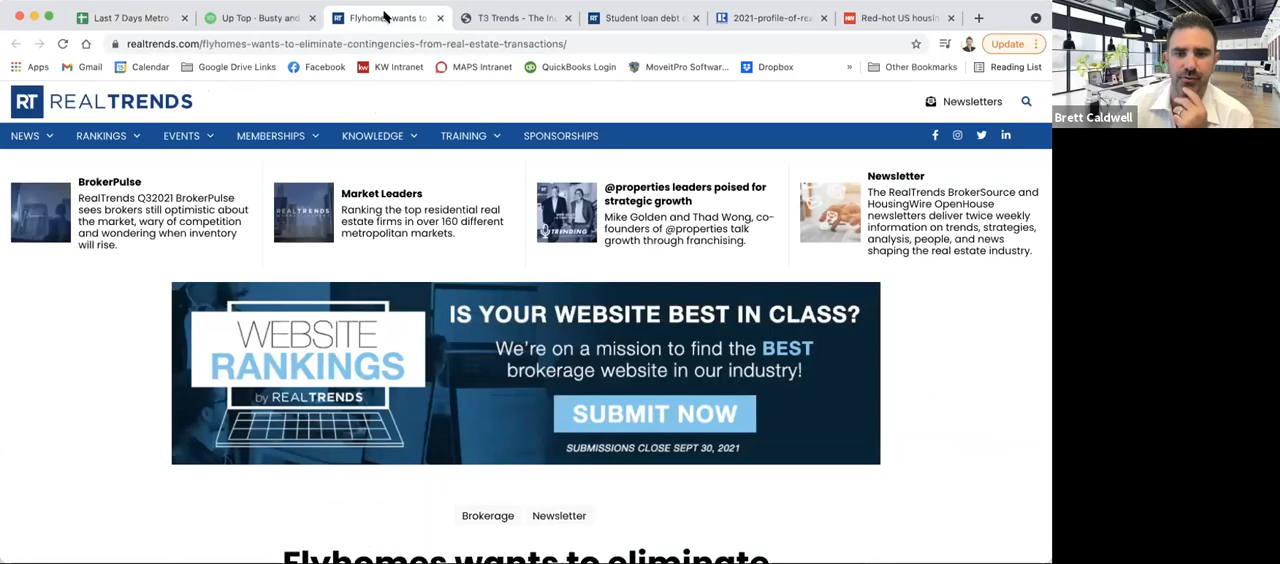 Last 7 Days Metro
Up Top · Busty and
Flyhomes wants to
T3 Trends - The In
Student loan debt
2021-profile-of-re
Red-hot US housin
realtrends.com/flyhomes-wants-to-eliminate-contingencies-from-real-estate-transactions/
Update
Apps
Gmail
Calendar
Google Drive Links
Facebook
KW Intranet
MAPS Intranet
QuickBooks Login
MoveitPro Softwar...
Dropbox
»
Other Bookmarks
Reading List
RT REALTRENDS
Newsletters
NEWS
RANKINGS
EVENTS
MEMBERSHIPS
KNOWLEDGE
TRAINING
SPONSORSHIPS
BrokerPulse
RealTrends Q32021 BrokerPulse
sees brokers still optimistic about
the market, wary of competition
and wondering when inventory
will rise.
Market Leaders
Ranking the top residential real
estate firms in over 160 different
metropolitan markets.
@properties leaders poised for
strategic growth
Mike Golden and Thad Wong, co-
founders of @properties talk
growth through franchising.
Newsletter
The RealTrends BrokerSource and
HousingWire OpenHouse
newsletters deliver twice weekly
information on trends, strategies,
analysis, people, and news
shaping the real estate industry.
WEBSITE
RANKINGS
by REALTRENDS
IS YOUR WEBSITE BEST IN CLASS?
We're on a mission to find the BEST
brokerage website in our industry!
SUBMIT NOW
SUBMISSIONS CLOSE SEPT 30, 2021
Brokerage
Newsletter
Flyhomes wants to eliminate
Brett Caldwell